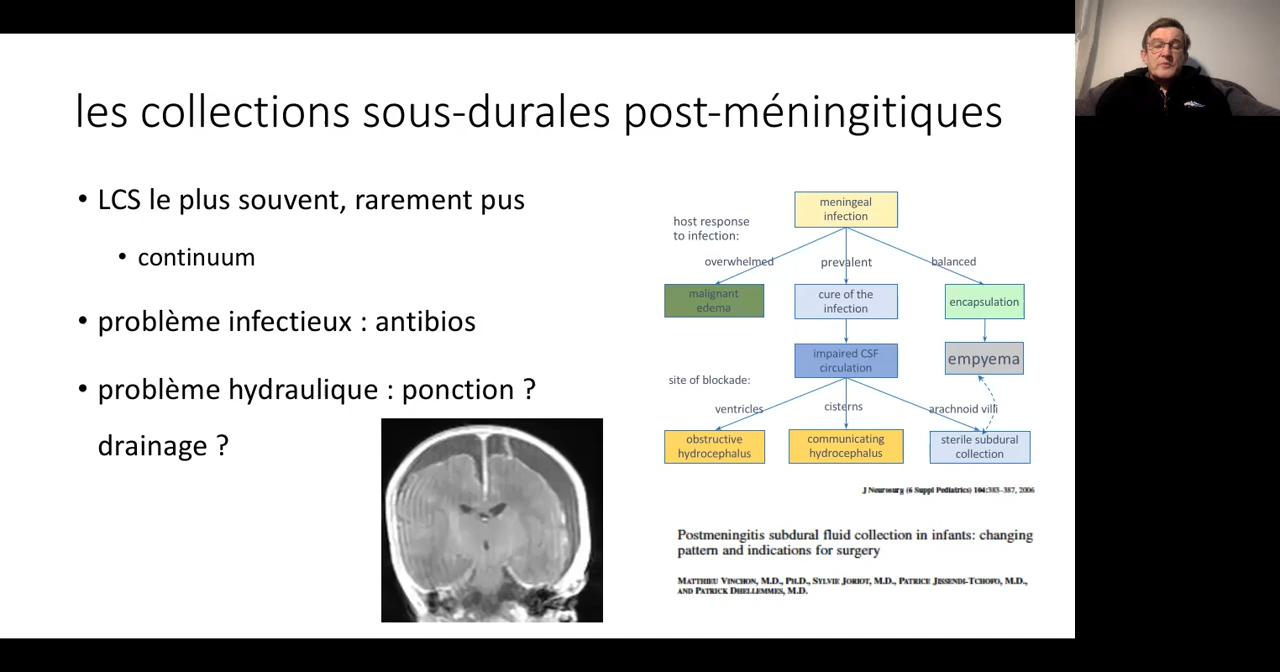 les collections sous-durales post-méningitiques
• LCS le plus souvent, rarement pus
• continuum
• problème infectieux : antibios
• problème hydraulique : ponction ?
drainage ?
meningeal
infection
host response
to infection:
overwhelmed
prevalent
balanced
malignant
edema
cure of the
infection
encapsulation
impaired CSF
circulation
empyema
site of blockade:
ventricles
cisterns
arachnoid villi
obstructive
hydrocephalus
communicating
hydrocephalus
sterile subdural
collection
J Neurosurg (6 Suppl Pediatrics) 104:383–387, 2006
Postmeningitis subdural fluid collection in infants: changing
pattern and indications for surgery
MATTHIEU VINCHON, M.D., PH.D., SYLVIE JORIOT, M.D., PATRICE JISSENDI-TCHOFO, M.D.,
AND PATRICK DHELLEMMES, M.D.